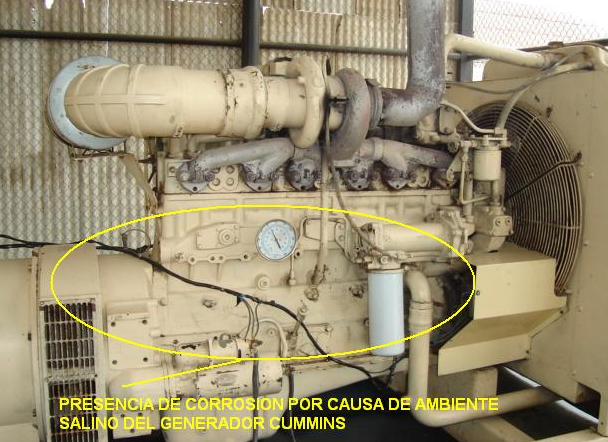 PRESENCIA DE CORROSION POR CAUSA DE AMBIENTE
SALINO DEL GENERADOR CUMMINS